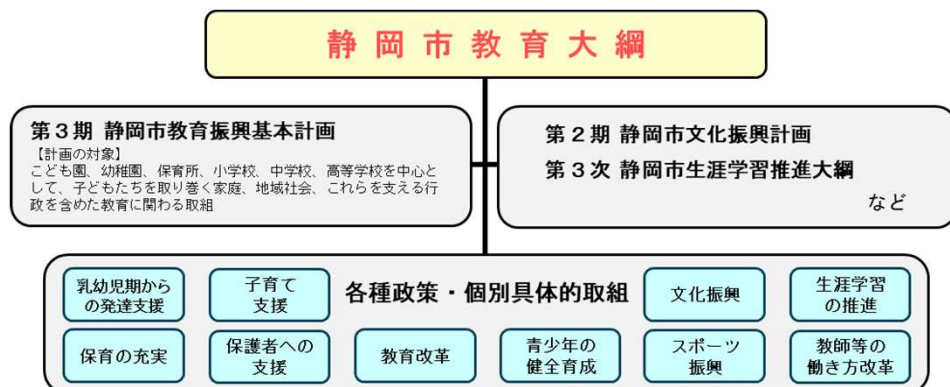 静岡市教育大綱
第3期 静岡市教育振興基本計画
【計画の対象】
こども園、幼稚園、保育所、小学校、中学校、高等学校を中心と
して、子どもたちを取り巻く家庭、地域社会、これらを支える行
政を含めた教育に関わる取組
第2期 静岡市文化振興計画
第3次 静岡市生涯学習推進大綱
など
各種政策・個別具体的取組
乳幼児期から
の発達支援
子育て
支援
文化振興
生涯学習
の推進
保育の充実
保護者への
支援
教育改革
青少年の
健全育成
スポーツ
振興
教師等の
働き方改革